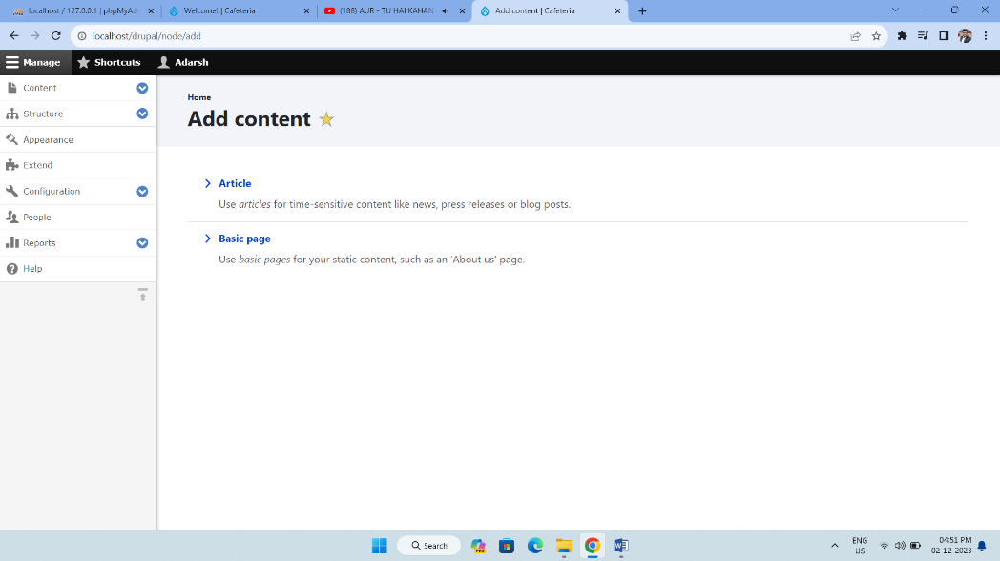 localhost / 127.0.0.1 | phpMyAd
Welcome! | Cafeteria
(188) AUR - TU HAI KAHAN
Add content | Cafeteria
localhost/drupal/node/add
Manage
Shortcuts
Adarsh
Content
Structure
Appearance
Extend
Configuration
People
Reports
Help
Home
Add content
Article
Use articles for time-sensitive content like news, press releases or blog posts.
Basic page
Use basic pages for your static content, such as an 'About us' page.
Search
ENG
US
04:51 PM
02-12-2023